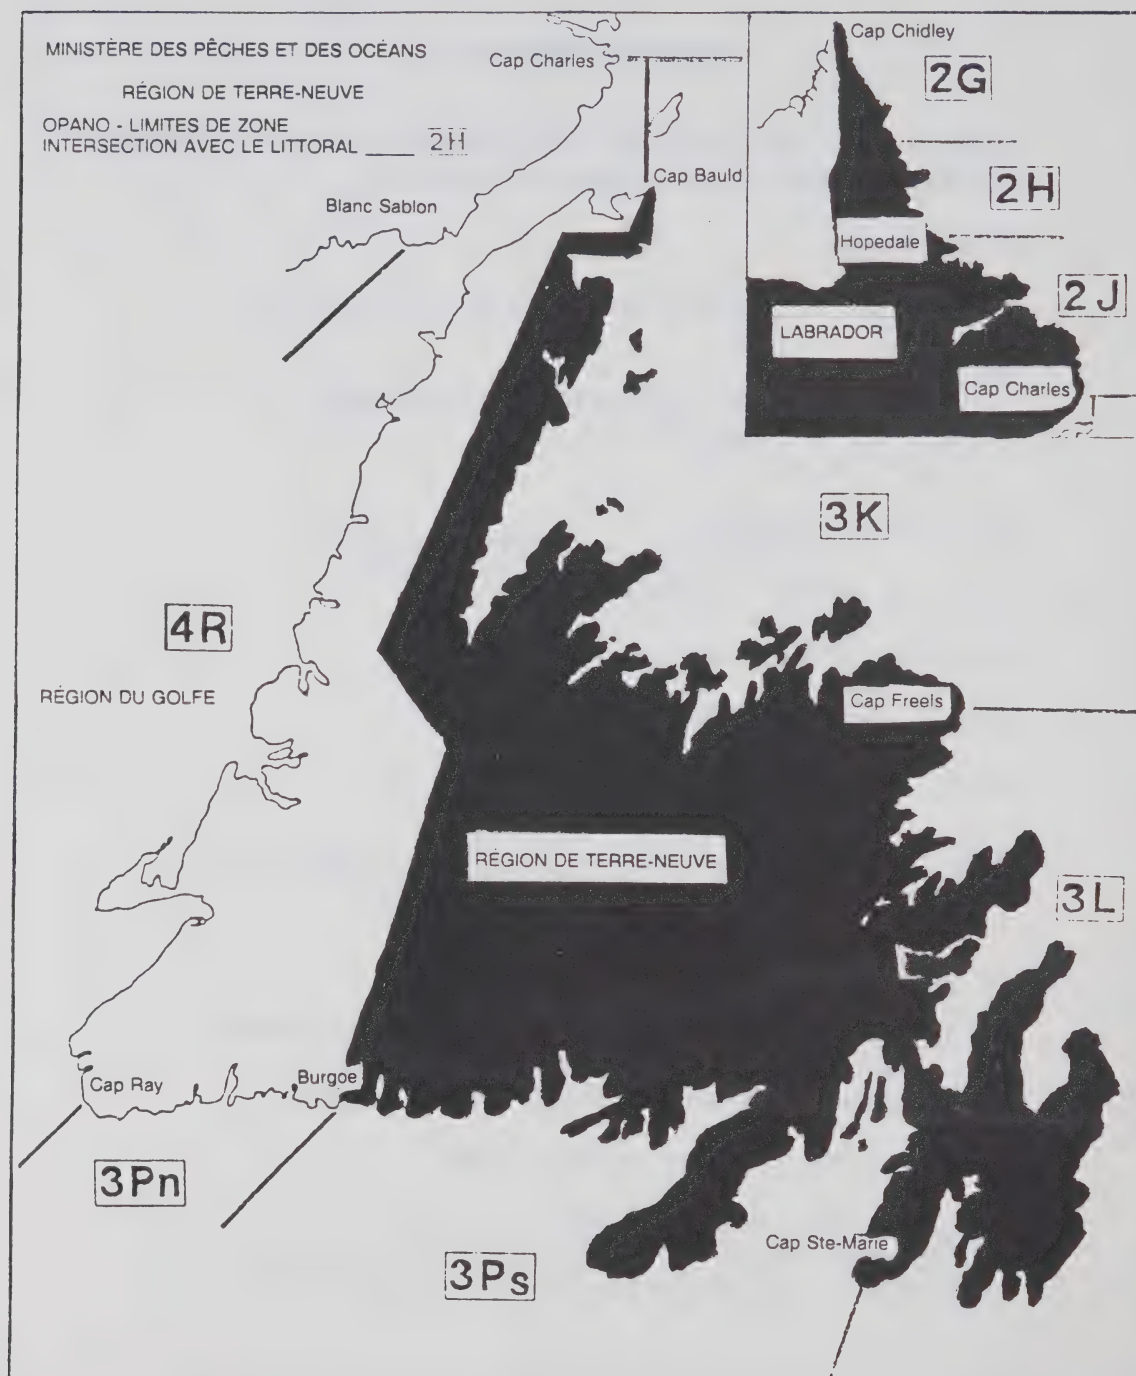 MINISTÈRE DES PÊCHES ET DES OCÉANS
RÉGION DE TERRE-NEUVE
OPANO - LIMITES DE ZONE
INTERSECTION AVEC LE LITTORAL ____ 2H
Cap Charles
Cap Bauld
Blanc Sablon
Cap Chidley
2G
2H
Hopedale
2J
LABRADOR
Cap Charles
3K
4R
RÉGION DU GOLFE
Cap Freels
RÉGION DE TERRE-NEUVE
3L
Cap Ray
Burgoe
3Pn
Cap Ste-Marie
3Ps